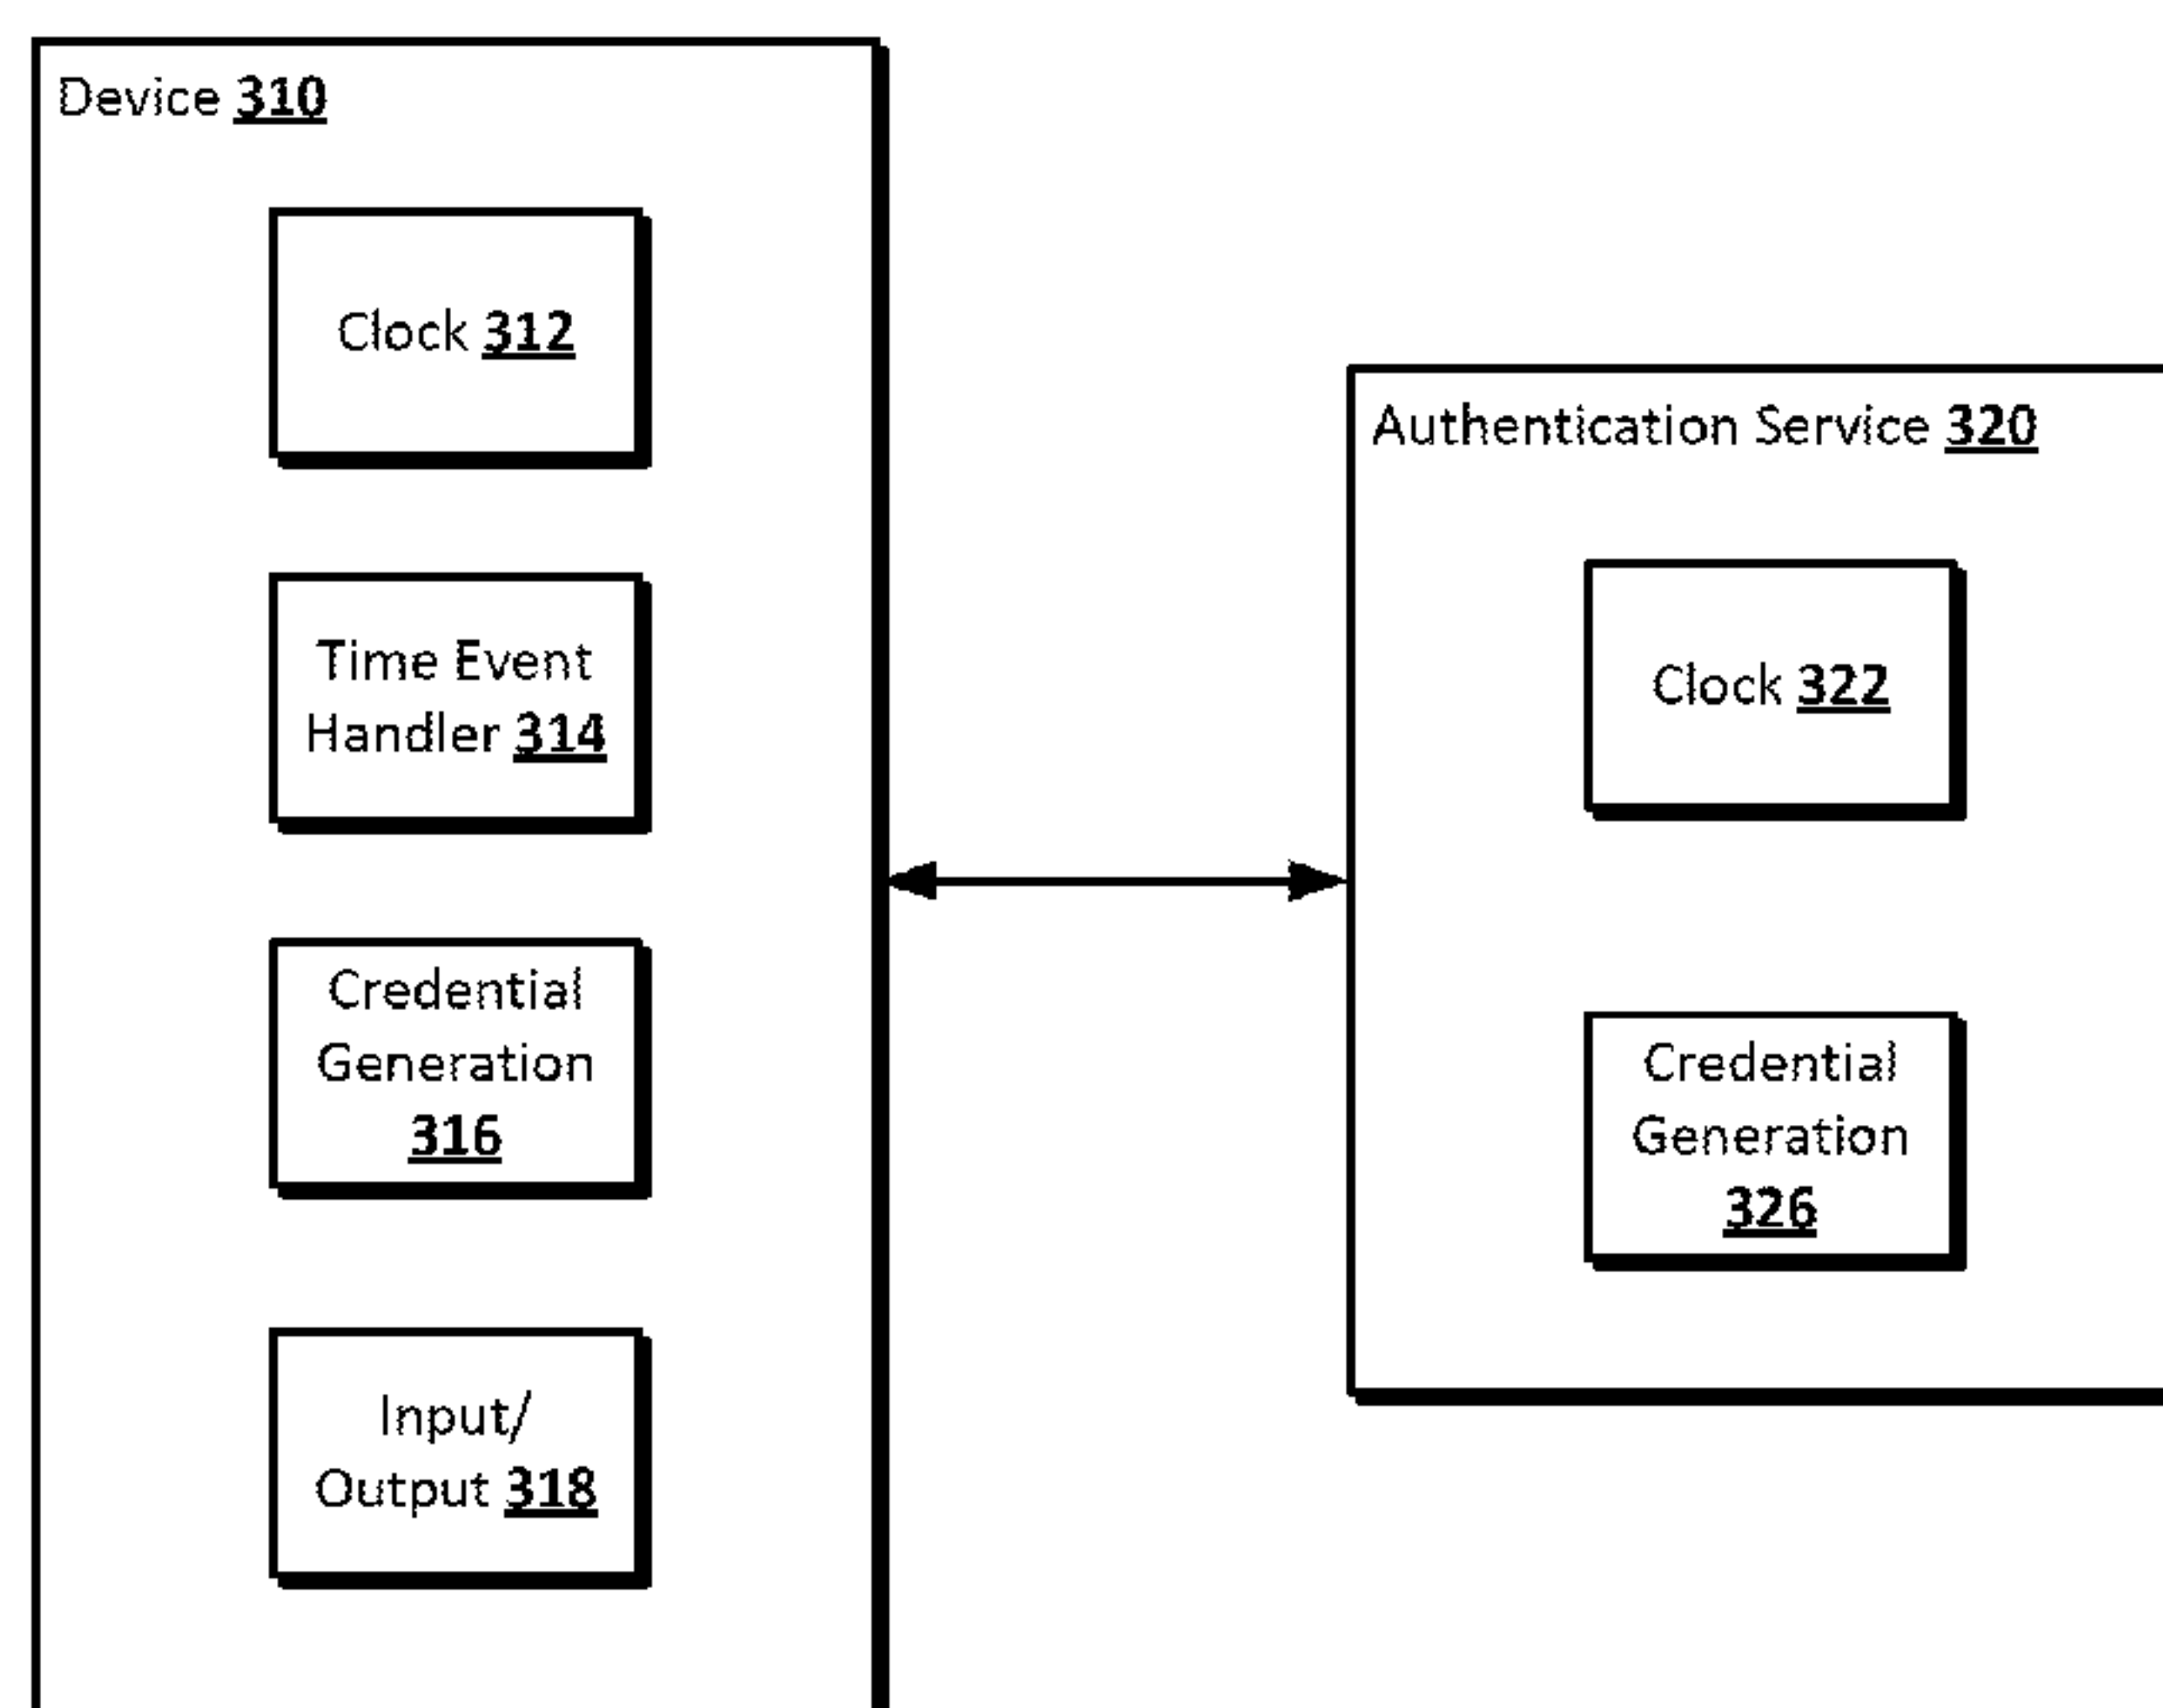 Device 310
Clock 312
Time Event
Handler 314
Credential
Generation
316
Input/
Output 318
Authentication Service 320
Clock 322
Credential
Generation
326